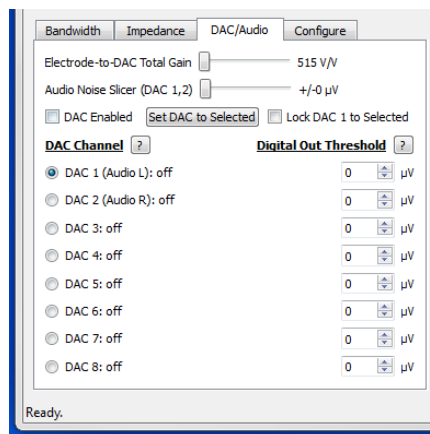 Bandwidth Impedance DAC/Audio Configure
Electrode-to-DAC Total Gain 515 V/V
Audio Noise Slicer (DAC 1,2) +/-0 µV
DAC Enabled Set DAC to Selected Lock DAC 1 to Selected
DAC Channel ? Digital Out Threshold ?
DAC 1 (Audio L): off 0 µV
DAC 2 (Audio R): off 0 µV
DAC 3: off 0 µV
DAC 4: off 0 µV
DAC 5: off 0 µV
DAC 6: off 0 µV
DAC 7: off 0 µV
DAC 8: off 0 µV
Ready.